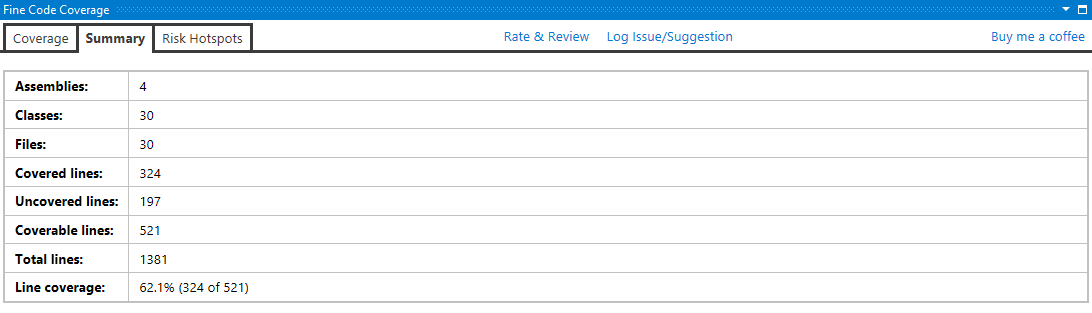 Fine Code Coverage
Coverage Summary Risk Hotspots Rate & Review Log Issue/Suggestion Buy me a coffee
Assemblies: 4
Classes: 30
Files: 30
Covered lines: 324
Uncovered lines: 197
Coverable lines: 521
Total lines: 1381
Line coverage: 62.1% (324 of 521)